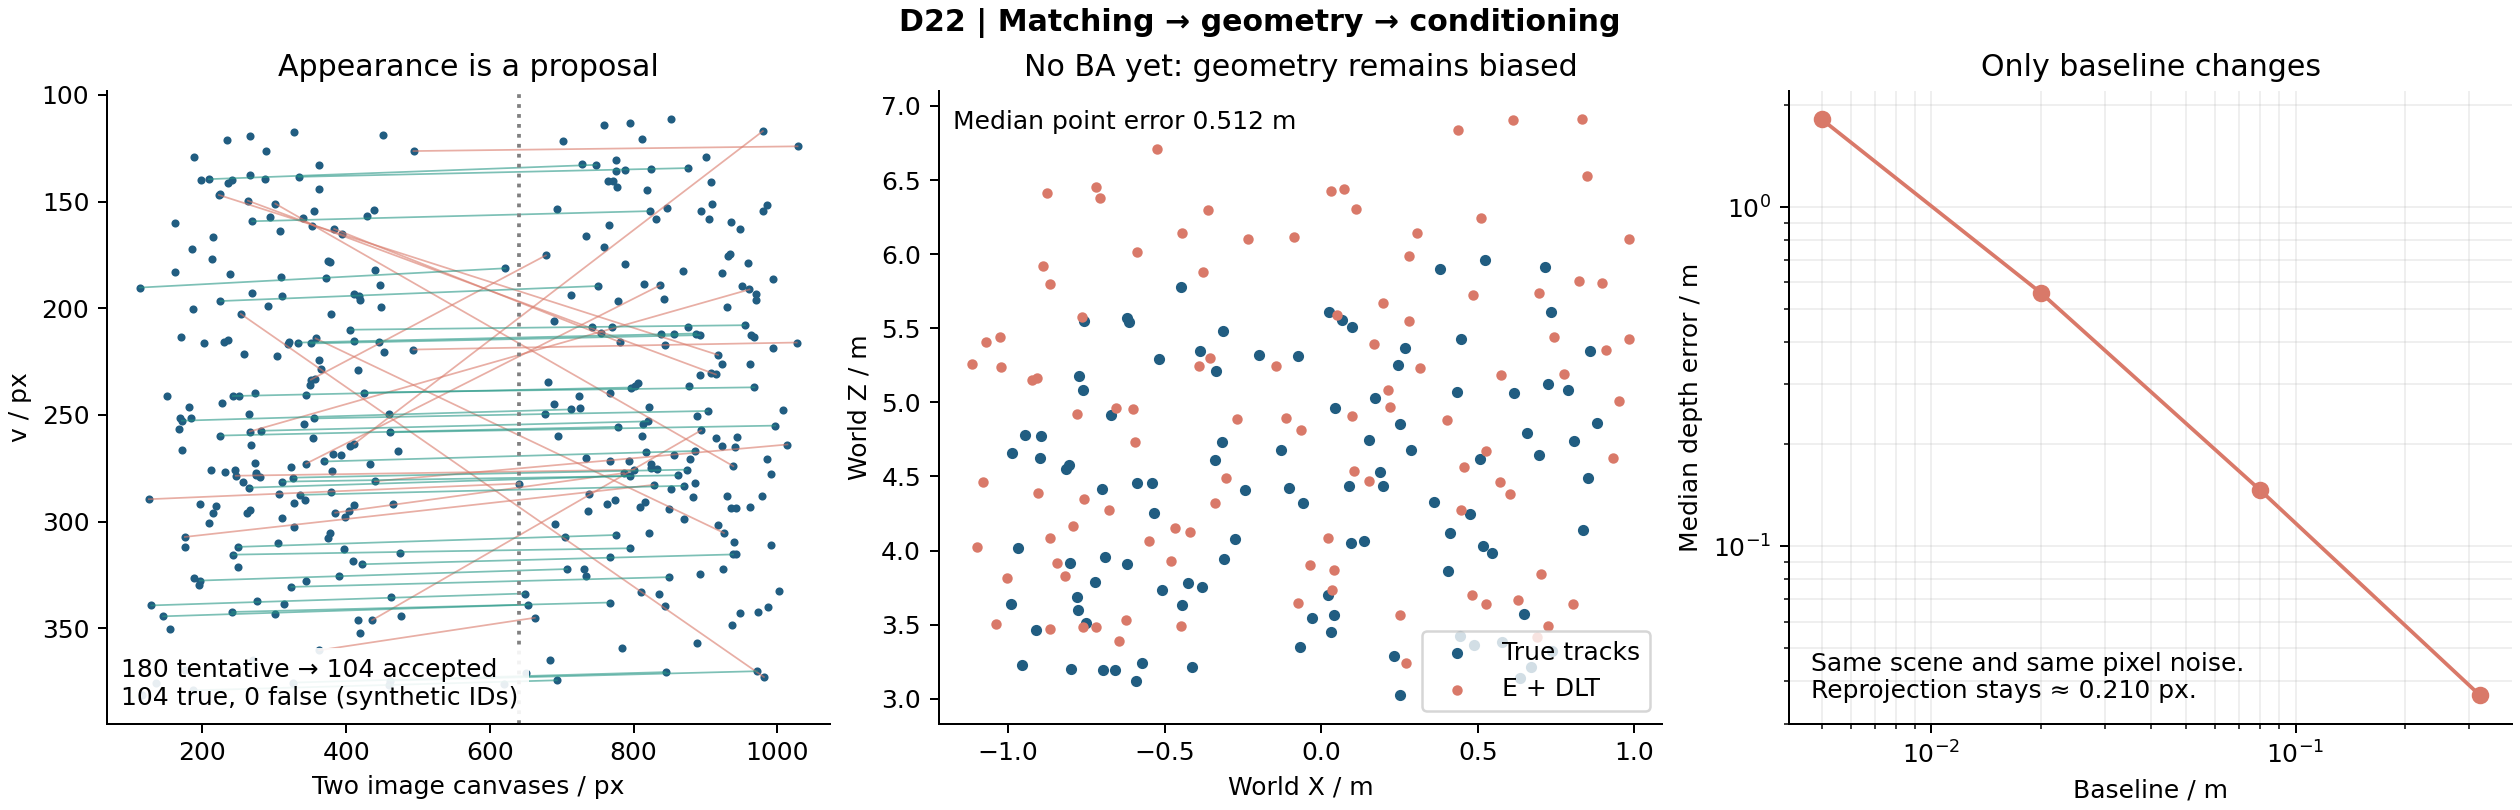 D22 | Matching → geometry → conditioning
Appearance is a proposal
v / px
100
150
200
250
300
350
180 tentative → 104 accepted
104 true, 0 false (synthetic IDs)
200
400
600
800
1000
Two image canvases / px
No BA yet: geometry remains biased
Median point error 0.512 m
World Z / m
7.0
6.5
6.0
5.5
5.0
4.5
4.0
3.5
3.0
True tracks
E + DLT
−1.0
−0.5
0.0
0.5
1.0
World X / m
Only baseline changes
Median depth error / m
10⁰
10⁻¹
Same scene and same pixel noise.
Reprojection stays ≈ 0.210 px.
10⁻²
10⁻¹
Baseline / m